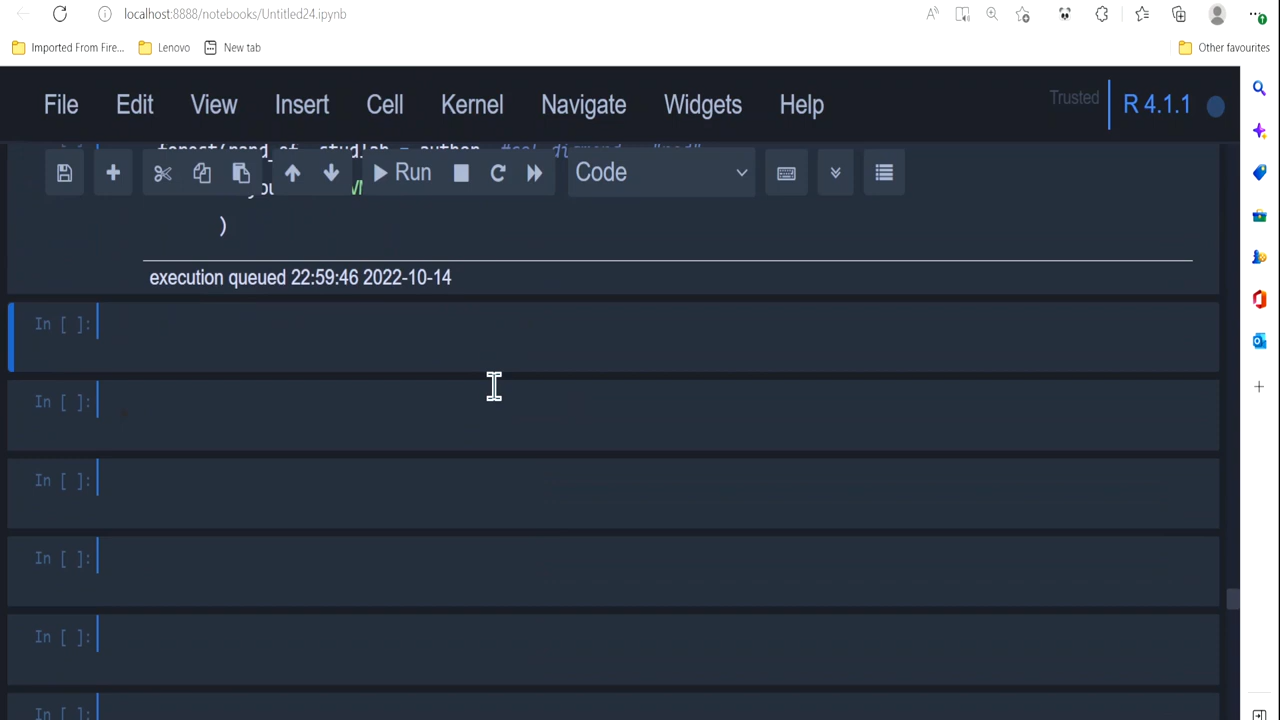 localhost:8888/notebooks/Untitled24.ipynb
Imported From Fire...
Lenovo
New tab
Other favourites
File Edit View Insert Cell Kernel Navigate Widgets Help
Trusted
R 4.1.1
Run
Code
)
execution queued 22:59:46 2022-10-14
In [ ]:
In [ ]:
In [ ]:
In [ ]:
In [ ]:
In [ ]: